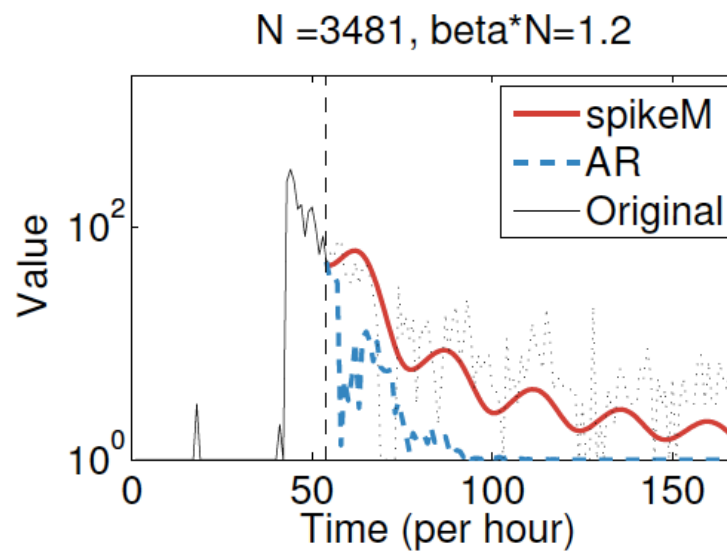 N =3481, beta*N=1.2
spikeM
AR
Original
Value
10^2
10^0
0
50
100
150
Time (per hour)